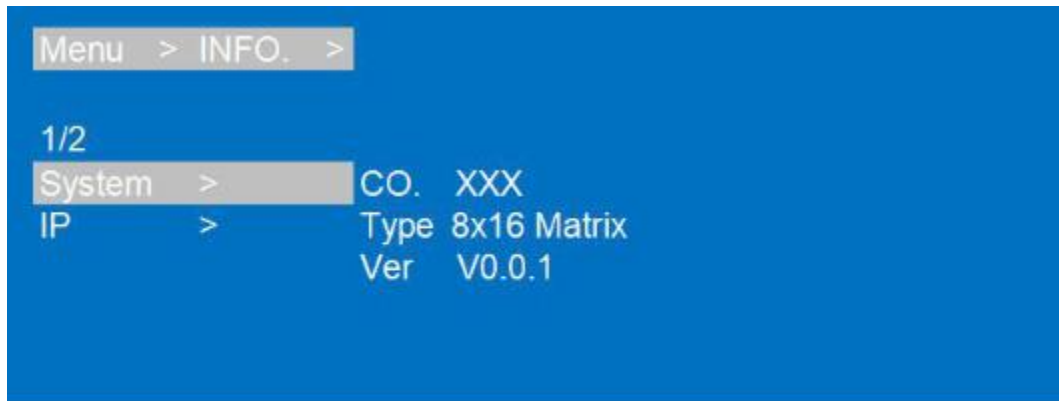 Menu > INFO. >
1/2
System > CO. XXX
IP > Type 8x16 Matrix
Ver V0.0.1